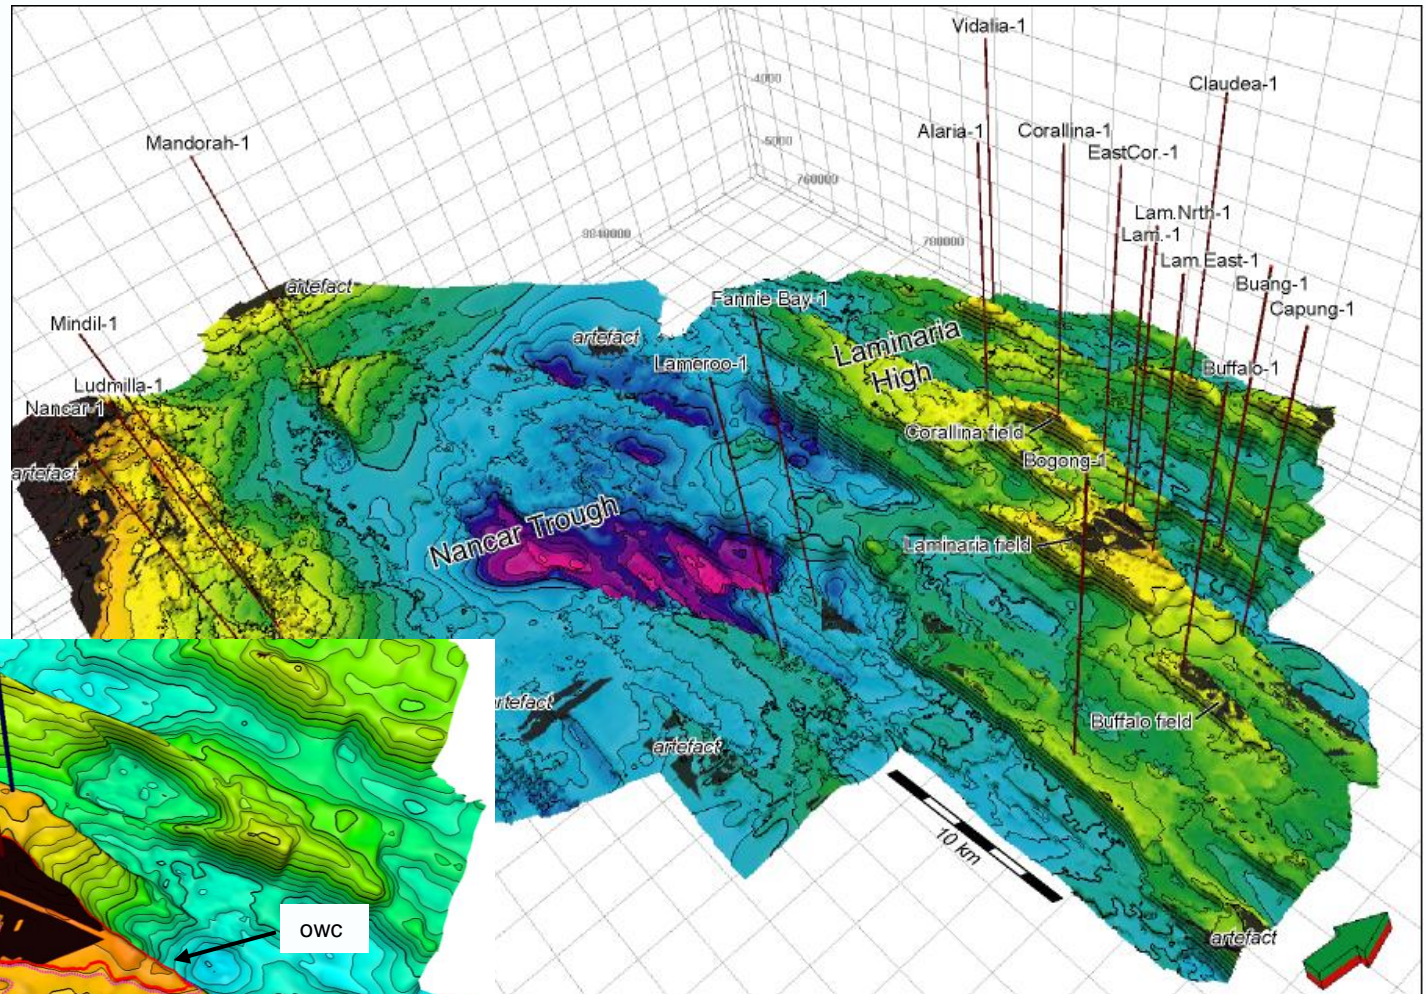 Vidalia-1
4000
Claudea-1
Mandorah-1
Alaria-1
Corallina-1
5000
EastCor.-1
760000
Lam.Nrth-1
Lam.-1
780000
Lam.East-1
Buang-1
artefact
Fannie Bay-1
Capung-1
Mindil-1
artefact
Laminaria
High
Lameroo-1
Buffalo-1
Ludmilla-1
Nancar-1
Corallina field
artefact
Bogong-1
Nancar Trough
Laminaria field
rtefact
Buffalo field
artefact
10 km
owc
artefact